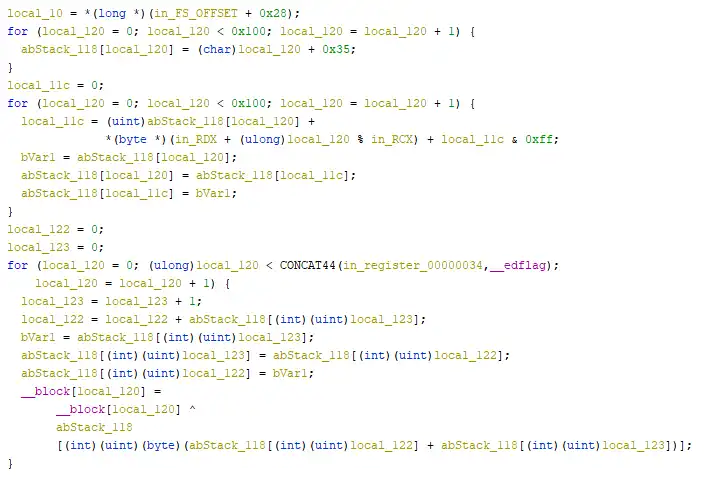 local_10 = *(long *)(in_FS_OFFSET + 0x28);
for (local_120 = 0; local_120 < 0x100; local_120 = local_120 + 1) {
  abStack_118[local_120] = (char)local_120 + 0x35;
}
local_11c = 0;
for (local_120 = 0; local_120 < 0x100; local_120 = local_120 + 1) {
  local_11c = (uint)abStack_118[local_120] +
              *(byte *)(in_RDX + (ulong)local_120 % in_RCX) + local_11c & 0xff;
  bVar1 = abStack_118[local_120];
  abStack_118[local_120] = abStack_118[local_11c];
  abStack_118[local_11c] = bVar1;
}
local_122 = 0;
local_123 = 0;
for (local_120 = 0; (ulong)local_120 < CONCAT44(in_register_00000034,__edflag);
    local_120 = local_120 + 1) {
  local_123 = local_123 + 1;
  local_122 = local_122 + abStack_118[(int)(uint)local_123];
  bVar1 = abStack_118[(int)(uint)local_123];
  abStack_118[(int)(uint)local_123] = abStack_118[(int)(uint)local_122];
  abStack_118[(int)(uint)local_122] = bVar1;
  __block[local_120] =
       __block[local_120] ^
       abStack_118
       [(int)(uint)(byte)(abStack_118[(int)(uint)local_122] + abStack_118[(int)(uint)local_123])];
}